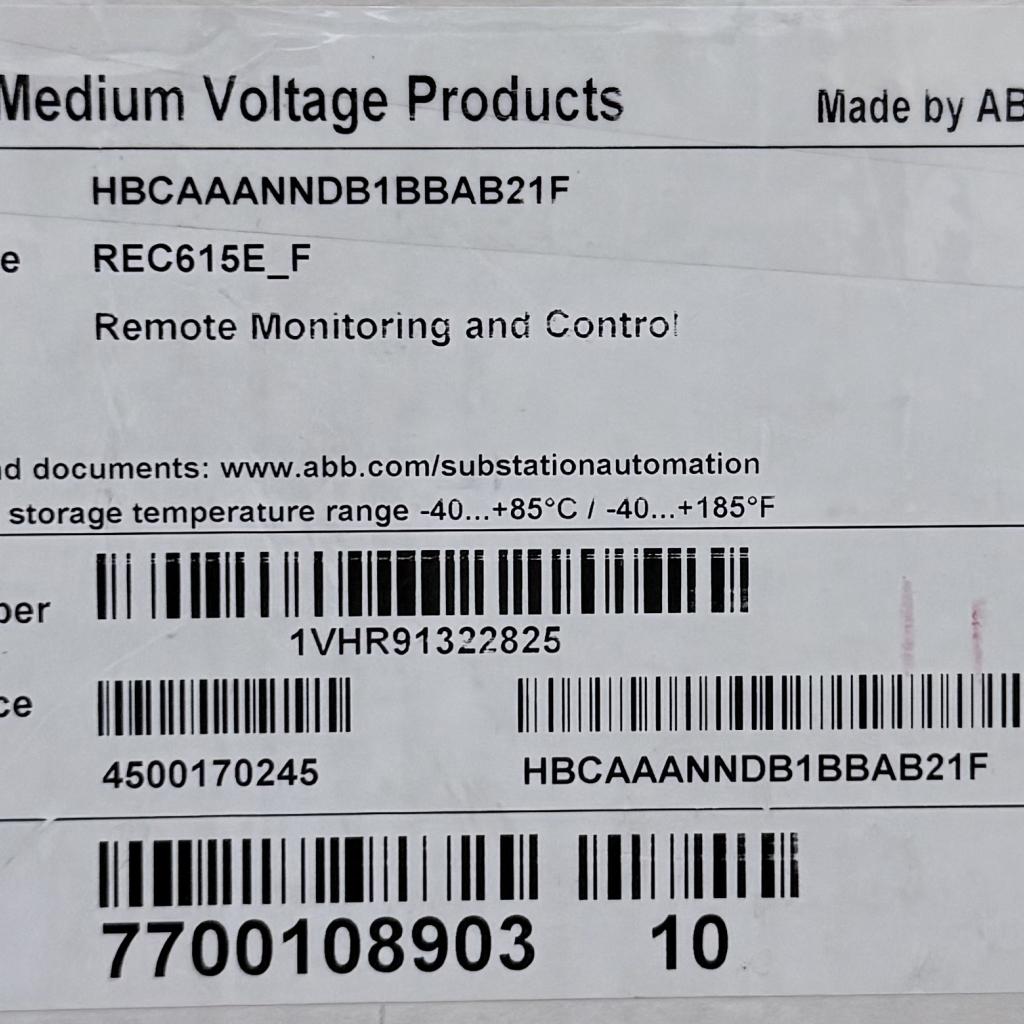 Medium Voltage Products Made by AB
HBCAAANNDB1BBAB21F
e REC615E_F
Remote Monitoring and Control
nd documents: www.abb.com/substationautomation
storage temperature range -40...+85°C / -40...+185°F
ber
1VHR91322825
ce
4500170245 HBCAAANNDB1BBAB21F
7700108903 10